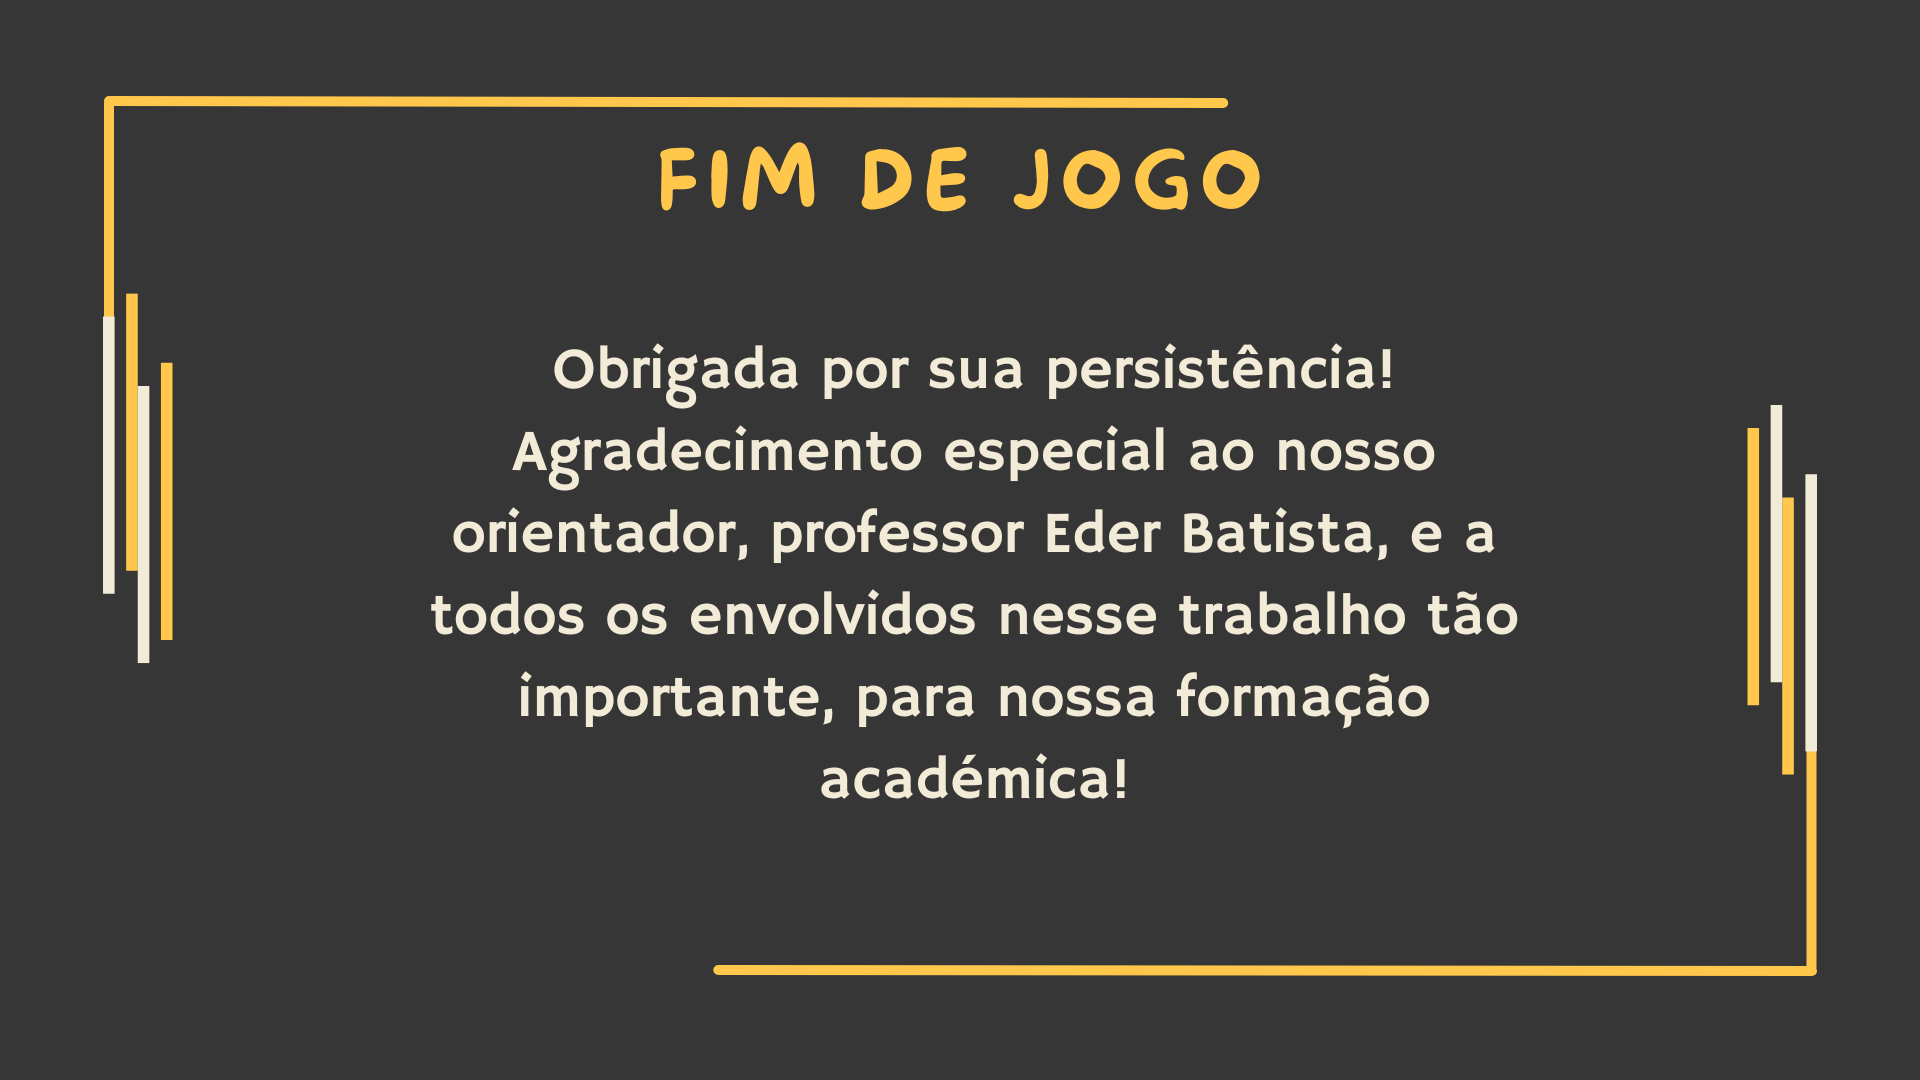 FIM DE JOGO
Obrigada por sua persistência!
Agradecimento especial ao nosso
orientador, professor Eder Batista, e a
todos os envolvidos nesse trabalho tão
importante, para nossa formação
académica!